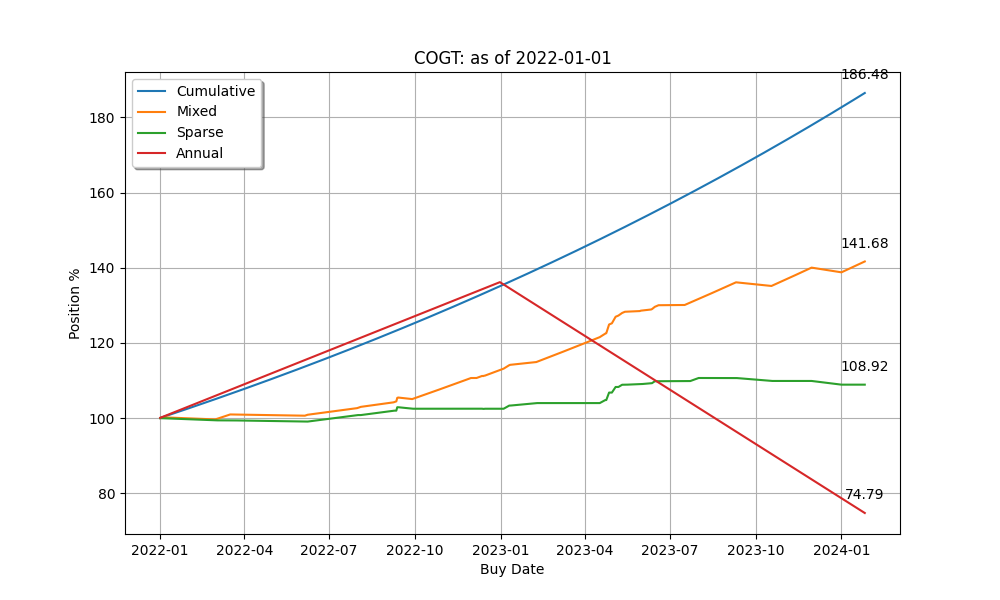 COGT: as of 2022-01-01
186.48
Cumulative
Mixed
Sparse
Annual
180
160
141.68
140
120
108.92
100
80
74.79
Position %
2022-01 2022-04 2022-07 2022-10 2023-01 2023-04 2023-07 2023-10 2024-01
Buy Date